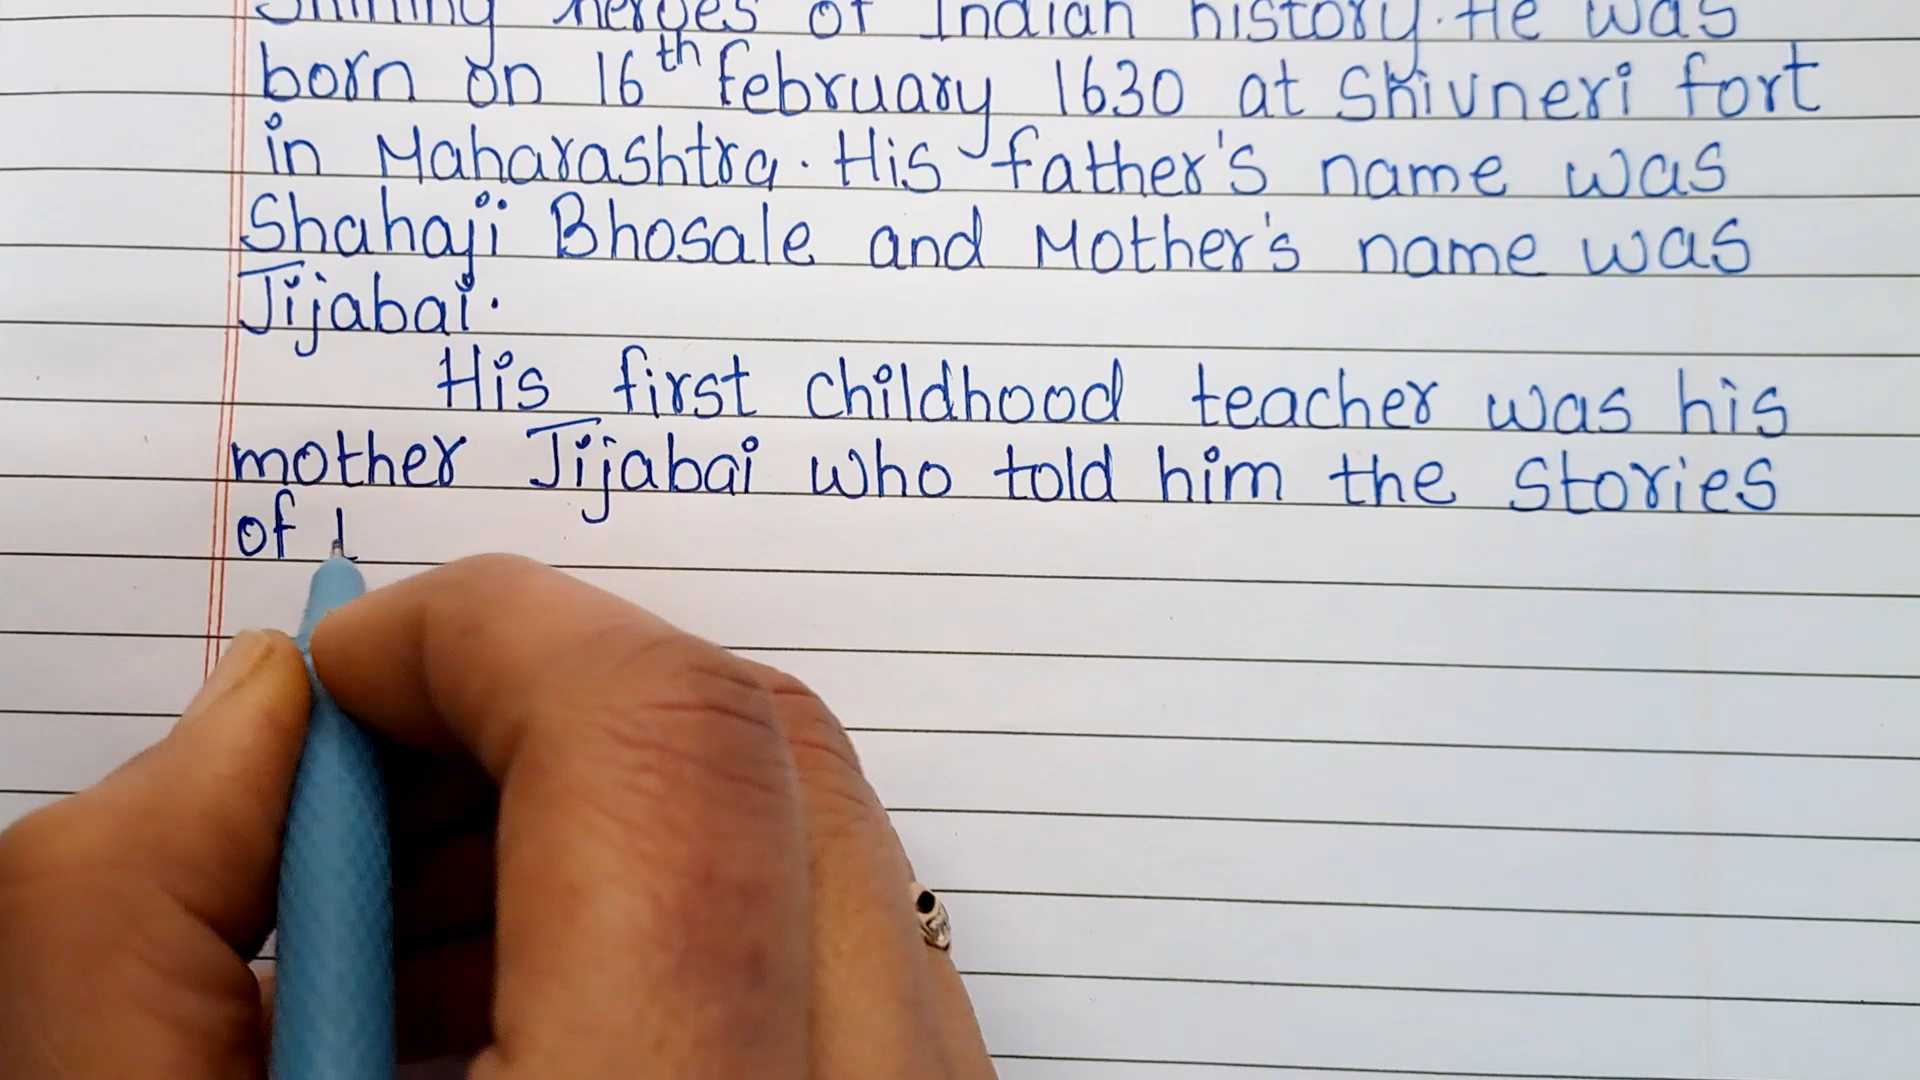 Shining heroes of Indian history. He was
born on 16th february 1630 at Shivneri fort
in Maharashtra. His father's name was
Shahaji Bhosale and Mother's name was
Jijabai.
His first childhood teacher was his
mother Jijabai who told him the Stories
of